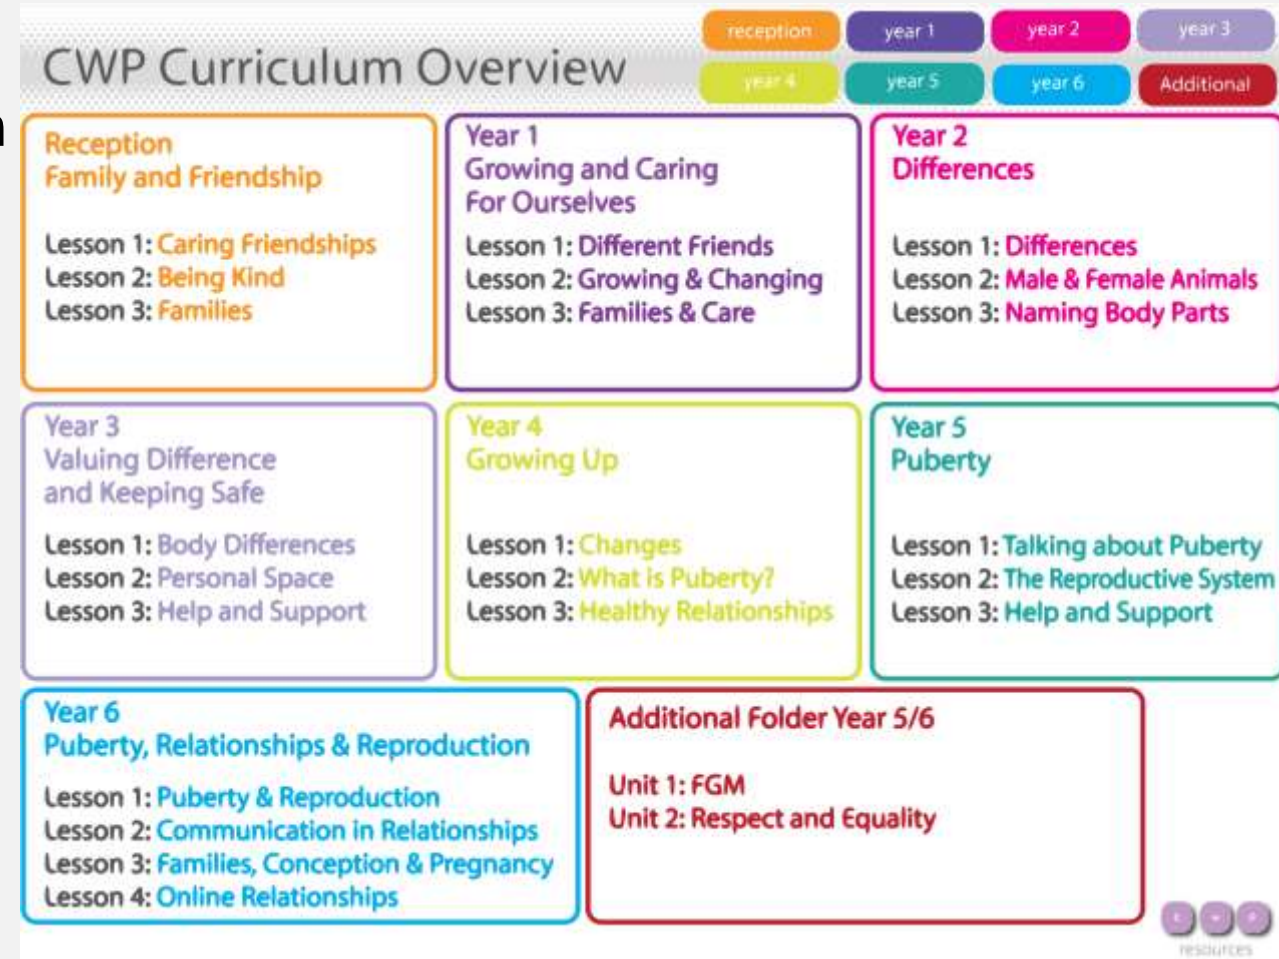 CWP Curriculum Overview
reception
year 1
year 2
year 3
year 4
year 5
year 6
Additional
Reception
Family and Friendship
Lesson 1: Caring Friendships
Lesson 2: Being Kind
Lesson 3: Families
Year 1
Growing and Caring
For Ourselves
Lesson 1: Different Friends
Lesson 2: Growing & Changing
Lesson 3: Families & Care
Year 2
Differences
Lesson 1: Differences
Lesson 2: Male & Female Animals
Lesson 3: Naming Body Parts
Year 3
Valuing Difference
and Keeping Safe
Lesson 1: Body Differences
Lesson 2: Personal Space
Lesson 3: Help and Support
Year 4
Growing Up
Lesson 1: Changes
Lesson 2: What is Puberty?
Lesson 3: Healthy Relationships
Year 5
Puberty
Lesson 1: Talking about Puberty
Lesson 2: The Reproductive System
Lesson 3: Help and Support
Year 6
Puberty, Relationships & Reproduction
Lesson 1: Puberty & Reproduction
Lesson 2: Communication in Relationships
Lesson 3: Families, Conception & Pregnancy
Lesson 4: Online Relationships
Additional Folder Year 5/6
Unit 1: FGM
Unit 2: Respect and Equality
resources